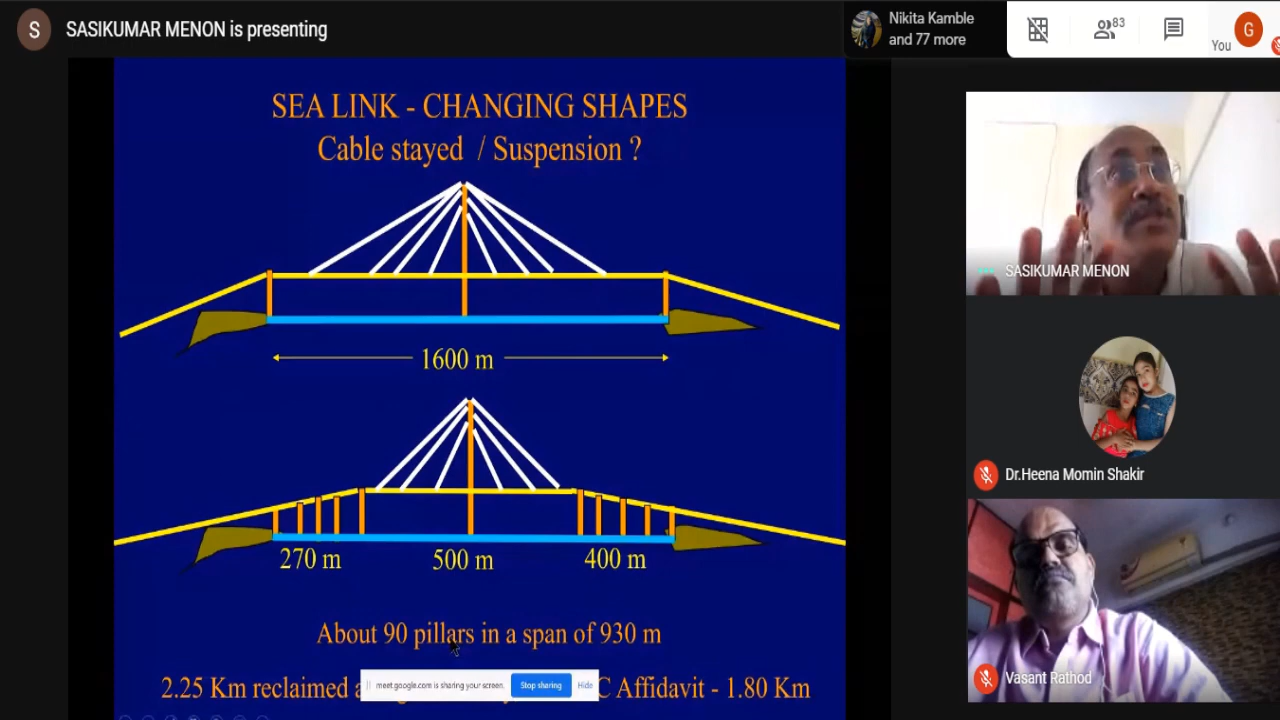 S
SASIKUMAR MENON is presenting
Nikita Kamble
and 77 more
83
You
G
SEA LINK - CHANGING SHAPES
Cable stayed / Suspension ?
1600 m
270 m 500 m 400 m
About 90 pillars in a span of 930 m
2.25 Km reclaimed
C Affidavit - 1.80 Km
meet.google.com is sharing your screen. Stop sharing Hide
SASIKUMAR MENON
Dr.Heena Momin Shakir
Vasant Rathod